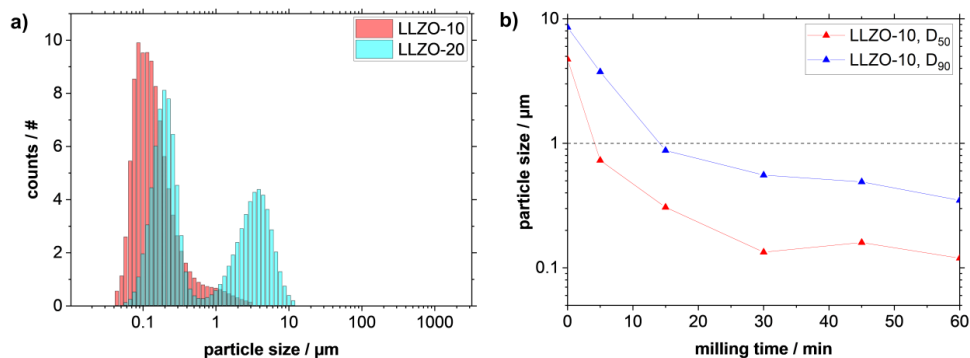 a)
LLZO-10
LLZO-20
10
8
6
4
2
0
counts / #
0.1 1 10 100 1000
particle size / µm
b)
LLZO-10, D50
LLZO-10, D90
10
1
0.1
particle size / µm
0 10 20 30 40 50 60
milling time / min